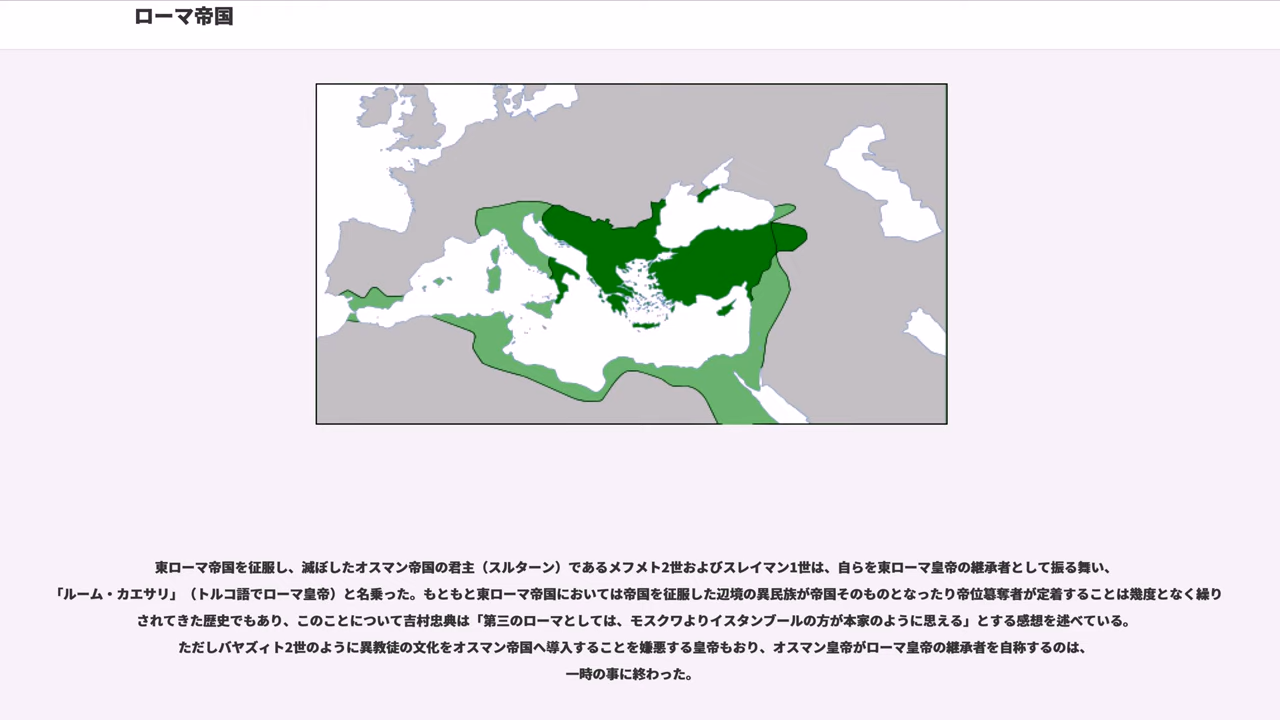 ローマ帝国
東ローマ帝国を征服し、滅ぼしたオスマン帝国の君主（スルターン）であるメフメト2世およびスレイマン1世は、自らを東ローマ皇帝の継承者として振る舞い、
「ルーム・カエサリ」（トルコ語でローマ皇帝）と名乗った。もともと東ローマ帝国においては帝国を征服した辺境の異民族が帝国そのものとなったり帝位簒奪者が定着することは幾度となく繰り
されてきた歴史でもあり、このことについて吉村忠典は「第三のローマとしては、モスクワよりイスタンブールの方が本家のように思える」とする感想を述べている。
ただしバヤズィト2世のように異教徒の文化をオスマン帝国へ導入することを嫌悪する皇帝もおり、オスマン皇帝がローマ皇帝の継承者を自称するのは、
一時の事に終わった。